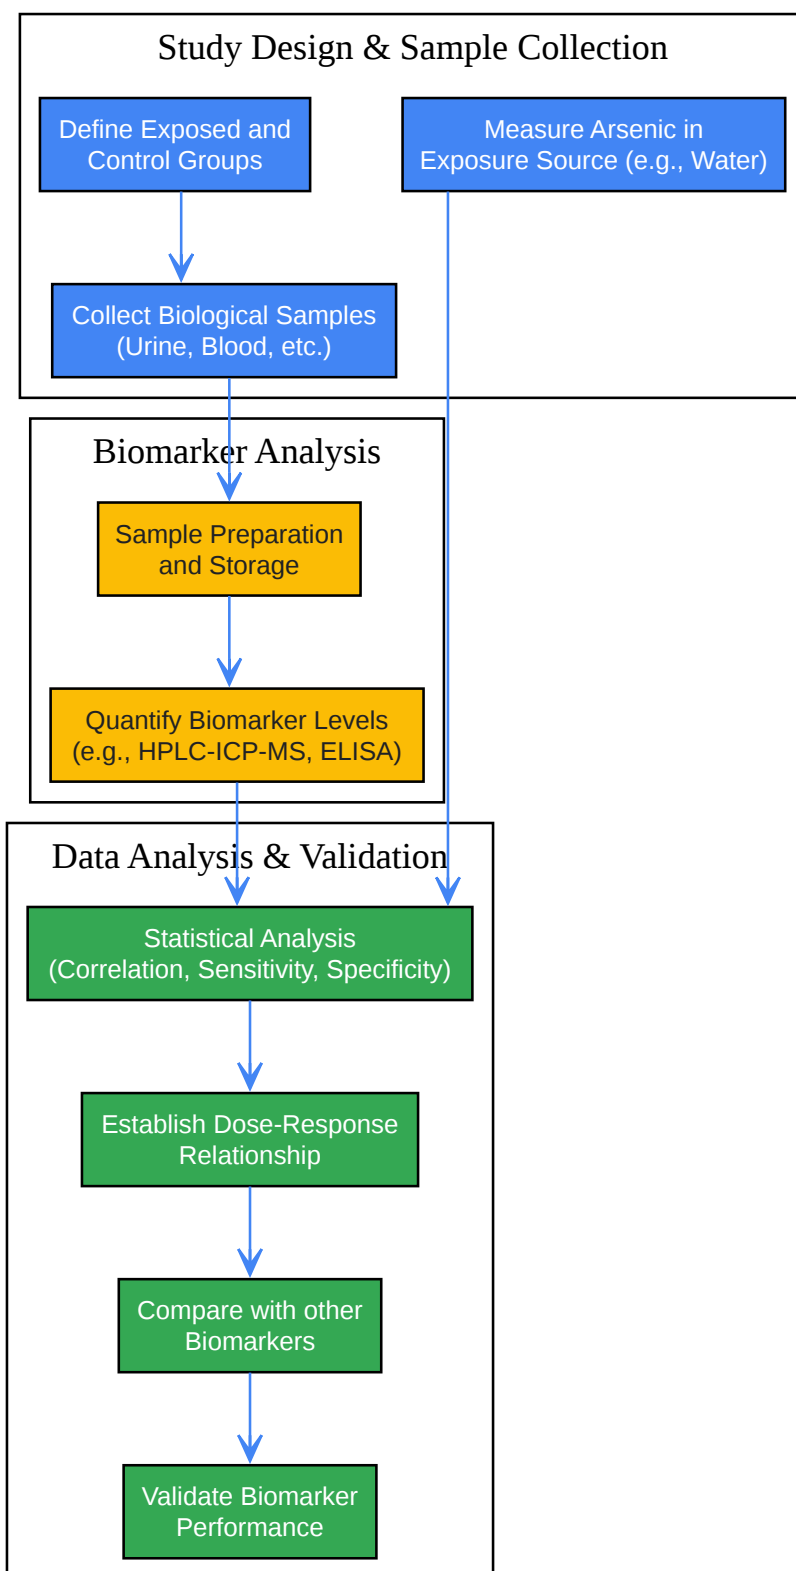 Study Design & Sample Collection
Define Exposed and
Control Groups
Measure Arsenic in
Exposure Source (e.g., Water)
Collect Biological Samples
(Urine, Blood, etc.)
Biomarker Analysis
Sample Preparation
and Storage
Quantify Biomarker Levels
(e.g., HPLC-ICP-MS, ELISA)
Data Analysis & Validation
Statistical Analysis
(Correlation, Sensitivity, Specificity)
Establish Dose-Response
Relationship
Compare with other
Biomarkers
Validate Biomarker
Performance